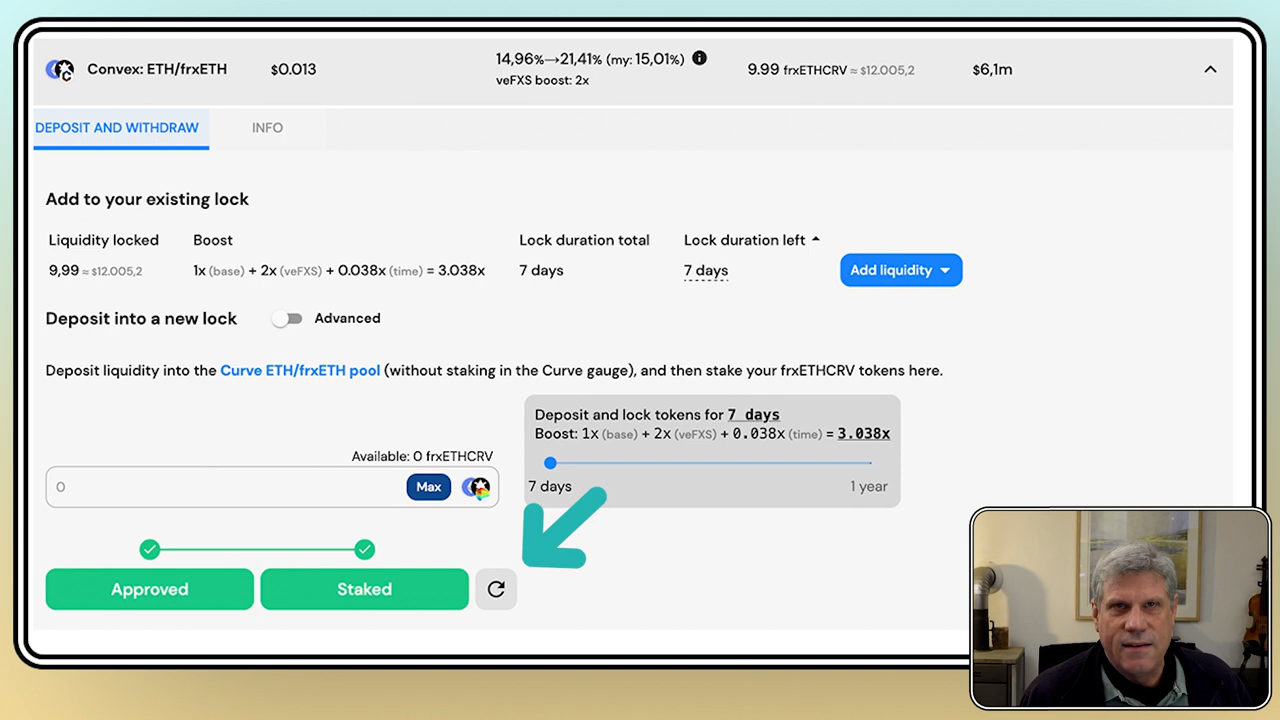 Convex: ETH/frxETH $0.013 14,96%→21,41% (my: 15,01%) 9.99 frxETHCRV ≈ $12.005,2 $6,1m
veFXS boost: 2x
DEPOSIT AND WITHDRAW INFO
Add to your existing lock
Liquidity locked Boost Lock duration total Lock duration left
9,99 ≈ $12.005,2 1x (base) + 2x (veFXS) + 0.038x (time) = 3.038x 7 days 7 days Add liquidity
Deposit into a new lock Advanced
Deposit liquidity into the Curve ETH/frxETH pool (without staking in the Curve gauge), and then stake your frxETHCRV tokens here.
Deposit and lock tokens for 7 days
Boost: 1x (base) + 2x (veFXS) + 0.038x (time) = 3.038x
Available: 0 frxETHCRV
0 Max
7 days 1 year
Approved Staked